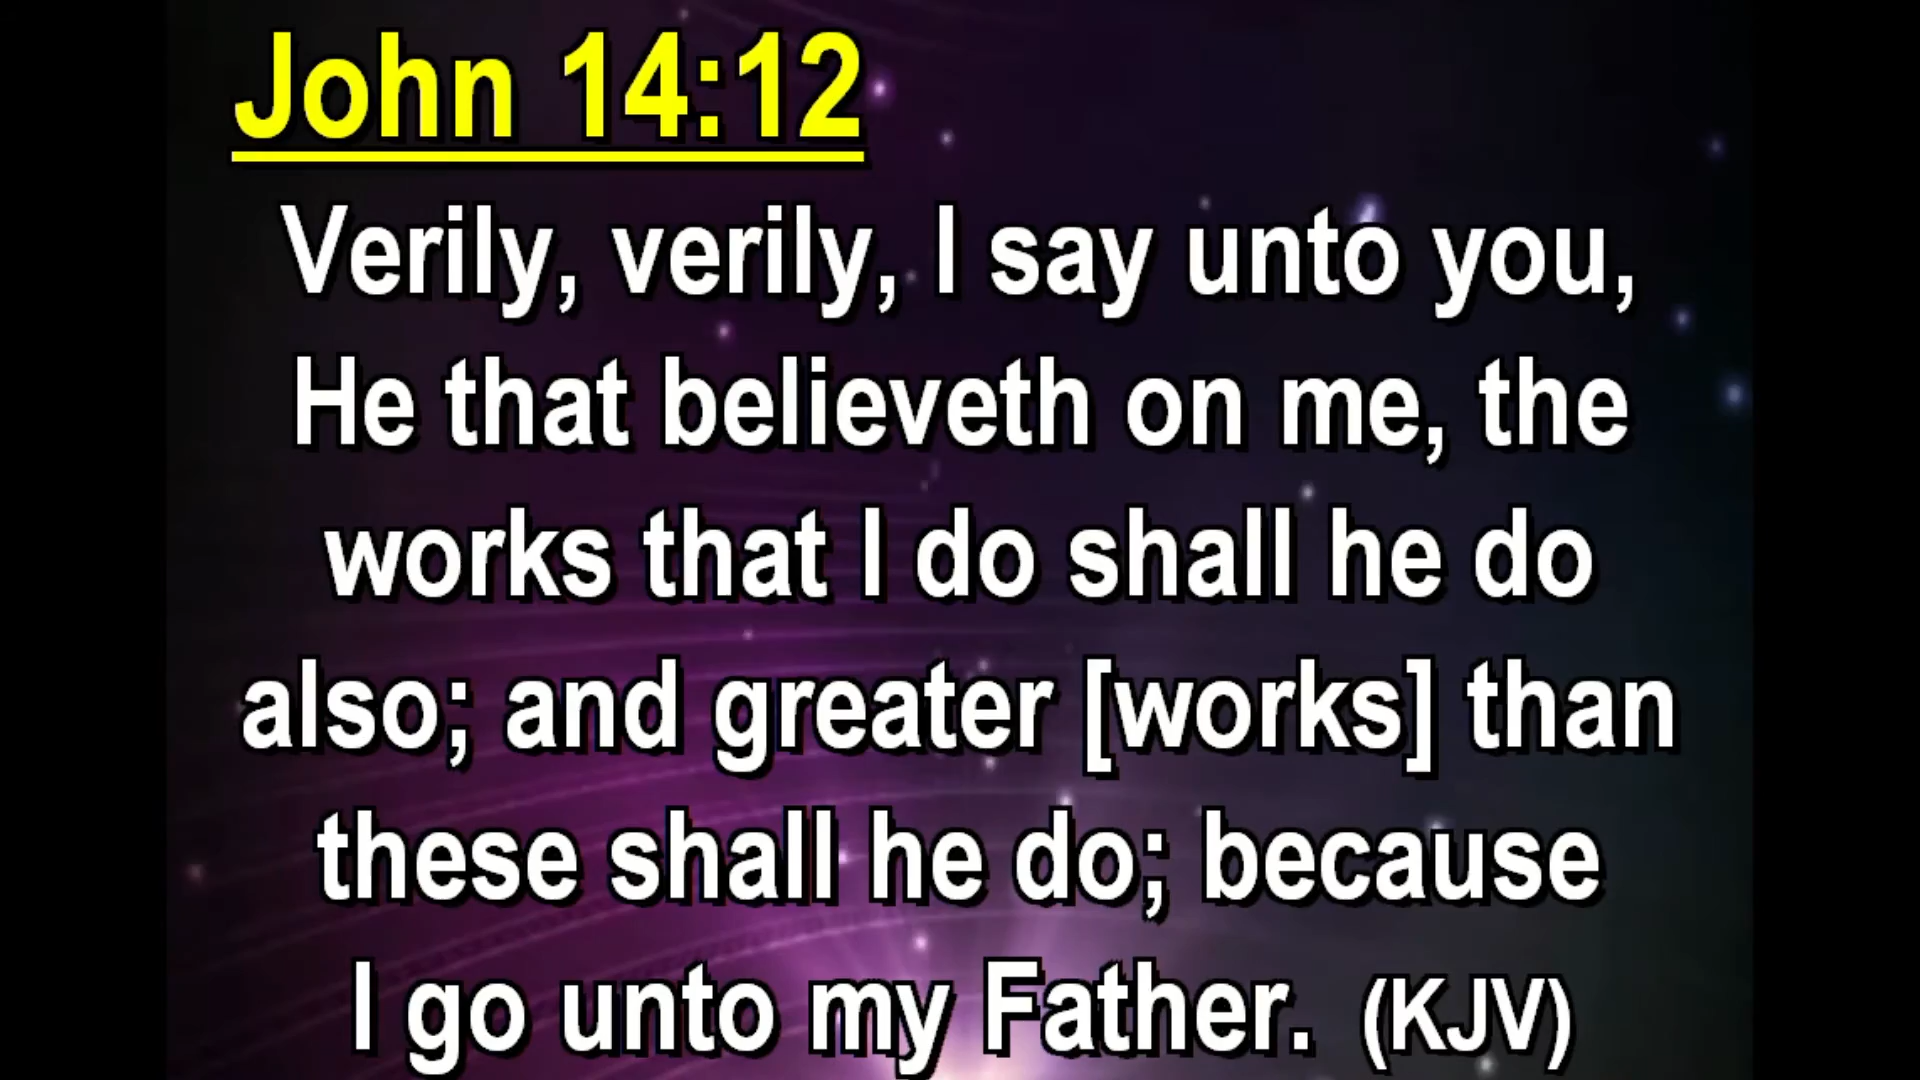 John 14:12
Verily, verily, I say unto you,
He that believeth on me, the
works that I do shall he do
also; and greater [works] than
these shall he do; because
I go unto my Father. (KJV)